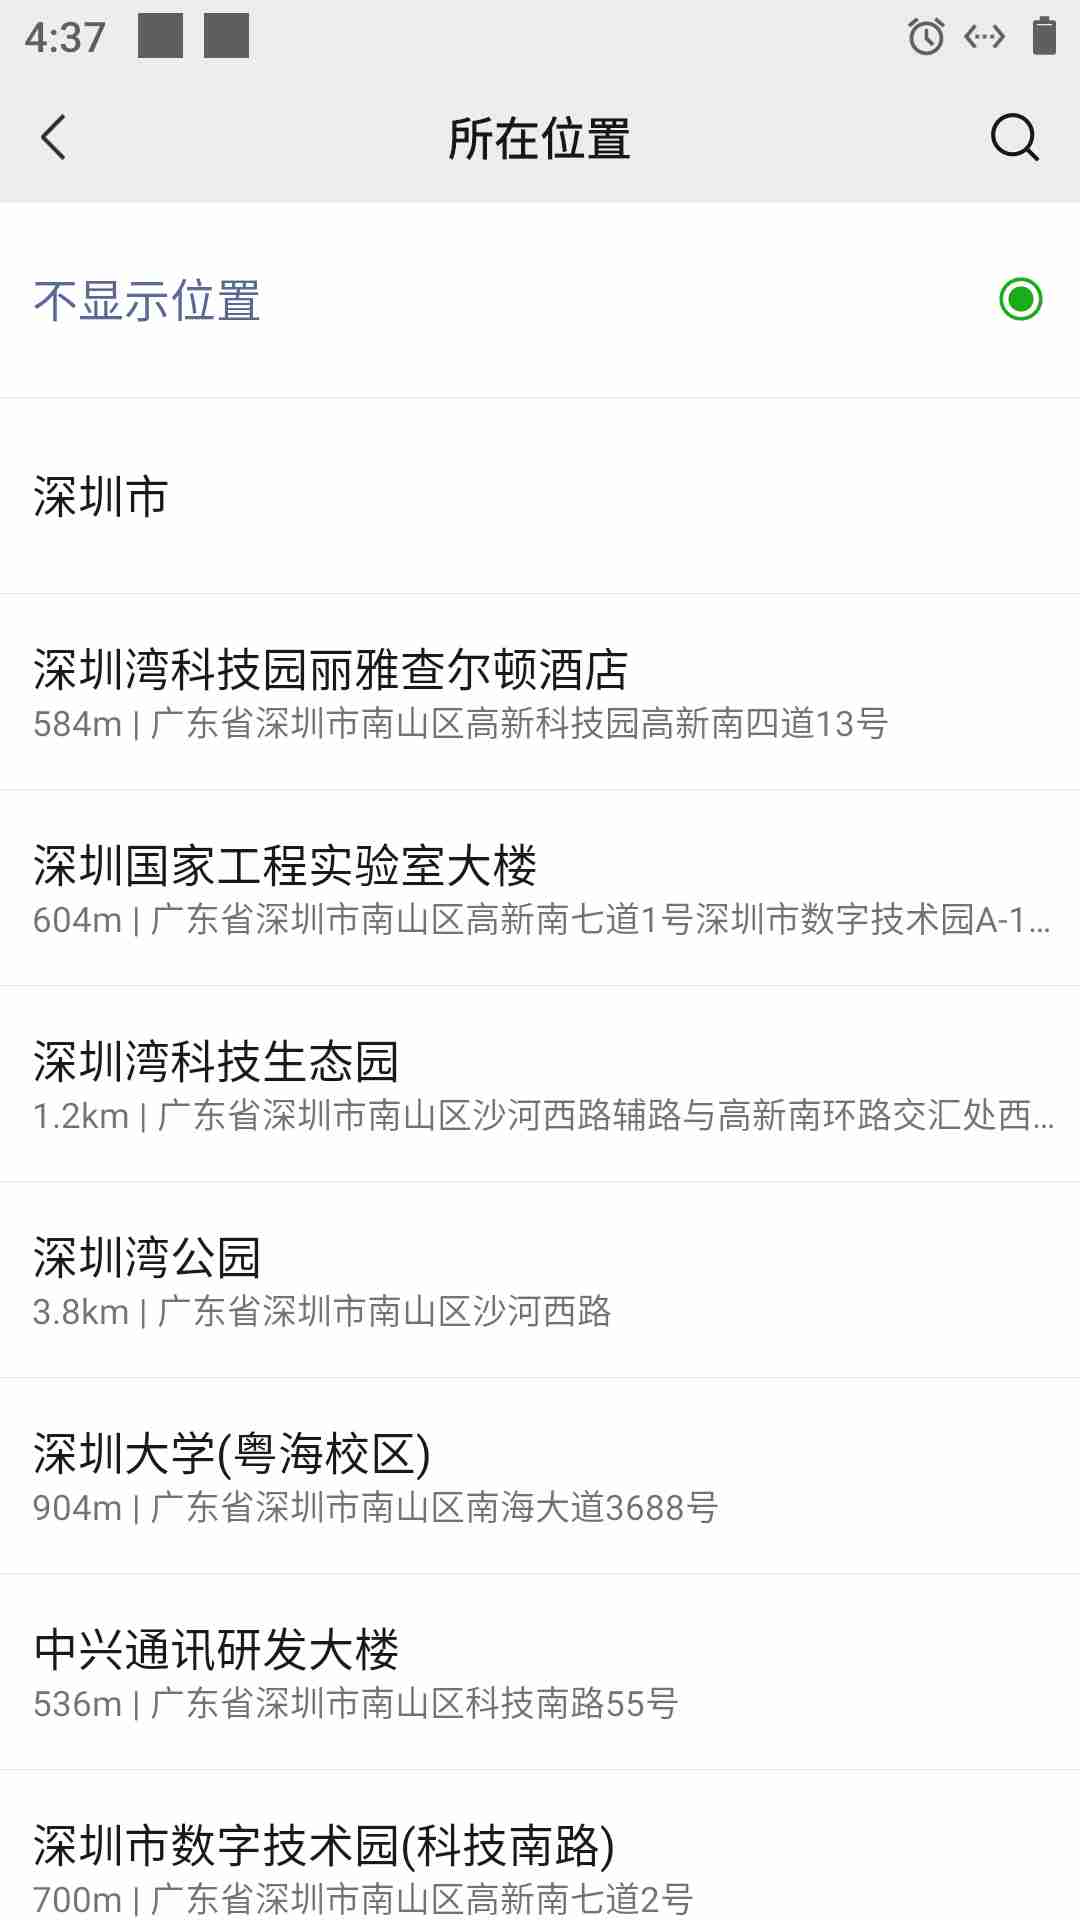 4:37
所在位置
不显示位置
深圳市
深圳湾科技园丽雅查尔顿酒店
584m | 广东省深圳市南山区高新科技园高新南四道13号
深圳国家工程实验室大楼
604m | 广东省深圳市南山区高新南七道1号深圳市数字技术园A-1...
深圳湾科技生态园
1.2km | 广东省深圳市南山区沙河西路辅路与高新南环路交汇处西...
深圳湾公园
3.8km | 广东省深圳市南山区沙河西路
深圳大学(粤海校区)
904m | 广东省深圳市南山区南海大道3688号
中兴通讯研发大楼
536m | 广东省深圳市南山区科技南路55号
深圳市数字技术园(科技南路)
700m | 广东省深圳市南山区高新南七道2号